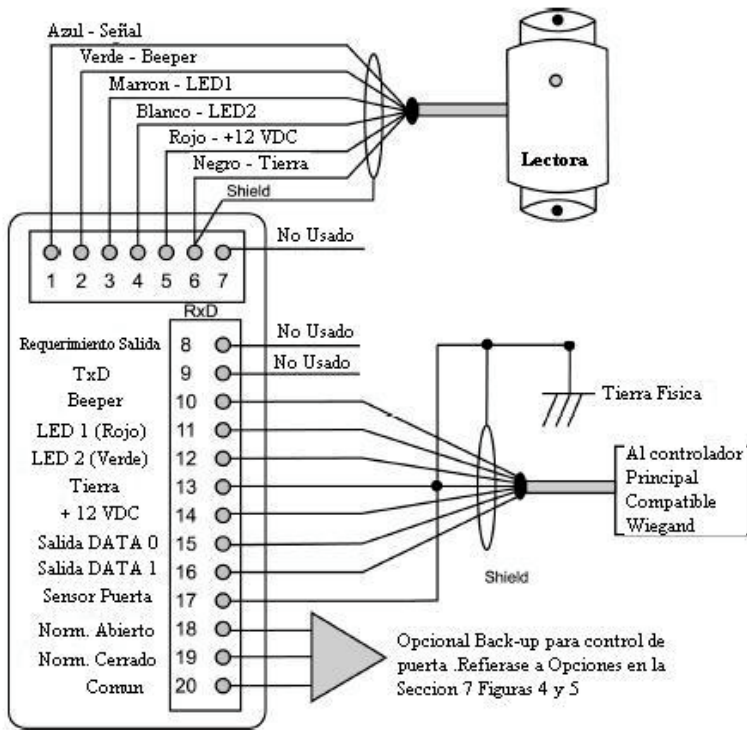 Azul - Señal
Verde - Beeper
Marron - LED1
Blanco - LED2
Rojo - +12 VDC
Negro - Tierra
Shield
Lectora
No Usado
1 2 3 4 5 6 7
RxD
Requerimiento Salida 8 No Usado
TxD 9 No Usado
Beeper 10
LED 1 (Rojo) 11
LED 2 (Verde) 12
Tierra 13
+ 12 VDC 14
Salida DATA 0 15
Salida DATA 1 16
Sensor Puerta 17
Norm. Abierto 18
Norm. Cerrado 19
Comun 20
Tierra Fisica
Al controlador
Principal
Compatible
Wiegand
Shield
Opcional Back-up para control de
puerta .Refierase a Opciones en la
Seccion 7 Figuras 4 y 5